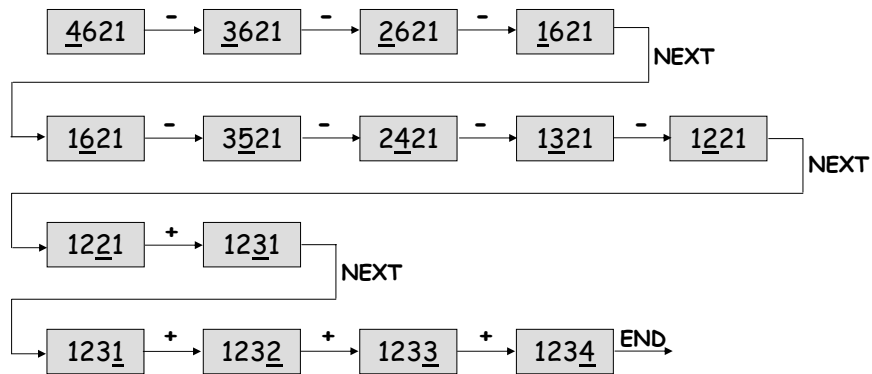 4621 - 3621 - 2621 - 1621
NEXT
1621 - 3521 - 2421 - 1321 - 1221
NEXT
1221 + 1231
NEXT
1231 + 1232 + 1233 + 1234 END